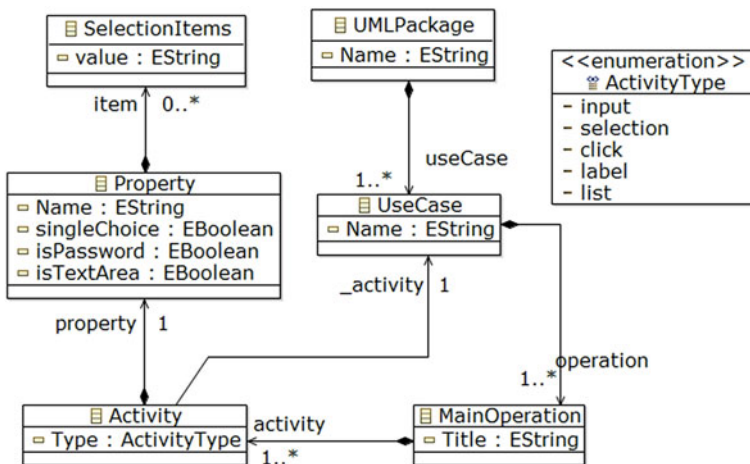 SelectionItems
value : EString
item 0..*
Property
Name : EString
singleChoice : EBoolean
isPassword : EBoolean
isTextArea : EBoolean
property 1
Activity
Type : ActivityType
UMLPackage
Name : EString
useCase
1..*
UseCase
Name : EString
_activity 1
operation
1..*
activity
1..*
MainOperation
Title : EString
<<enumeration>>
ActivityType
- input
- selection
- click
- label
- list